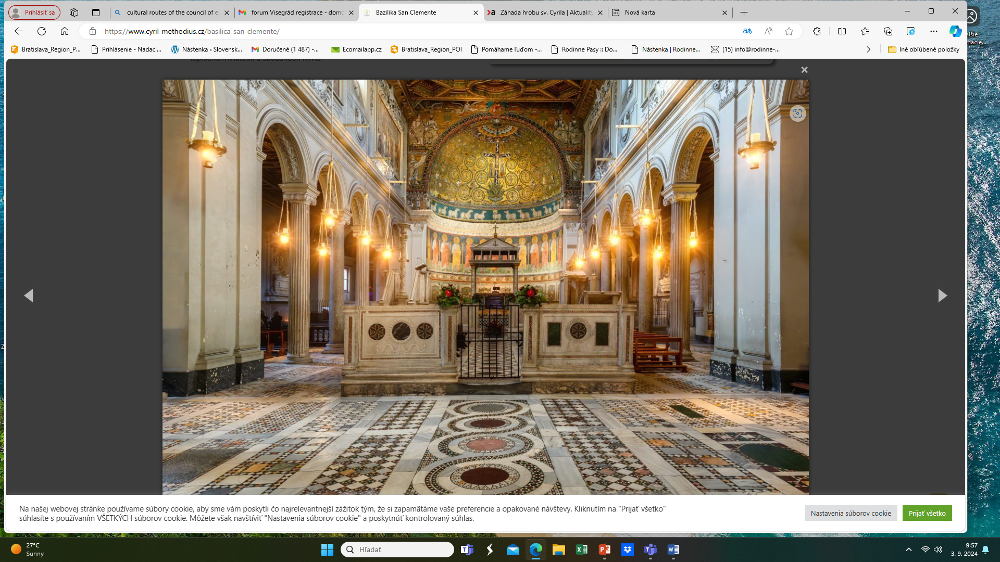 Prihlásiť sa
cultural routes of the council of e
forum Visegrád registrace - domo
Bazilika San Clemente
Záhada hrobu sv. Cyrila | Aktuality
Nová karta
https://www.cyril-methodius.cz/basilica-san-clemente/
Bratislava_Region_P...
Prihlásenie - Nadaci...
Nástenka ‹ Slovensk...
Doručené (1 487) -...
Ecomailapp.cz
Bratislava_Region_POI
Pomáhame ľuďom -...
Rodinne Pasy :: Do...
Nástenka | Rodinne...
(15) info@rodinne-...
Iné obľúbené položky
Na našej webovej stránke používame súbory cookie, aby sme vám poskytli čo najrelevantnejší zážitok tým, že si zapamätáme vaše preferencie a opakované návštevy. Kliknutím na "Prijať všetko"
súhlasíte s používaním VŠETKÝCH súborov cookie. Môžete však navštíviť "Nastavenia súborov cookie" a poskytnúť kontrolovaný súhlas.
Nastavenia súborov cookie
Prijať všetko
27°C
Sunny
Hľadať
9:57
3. 9. 2024